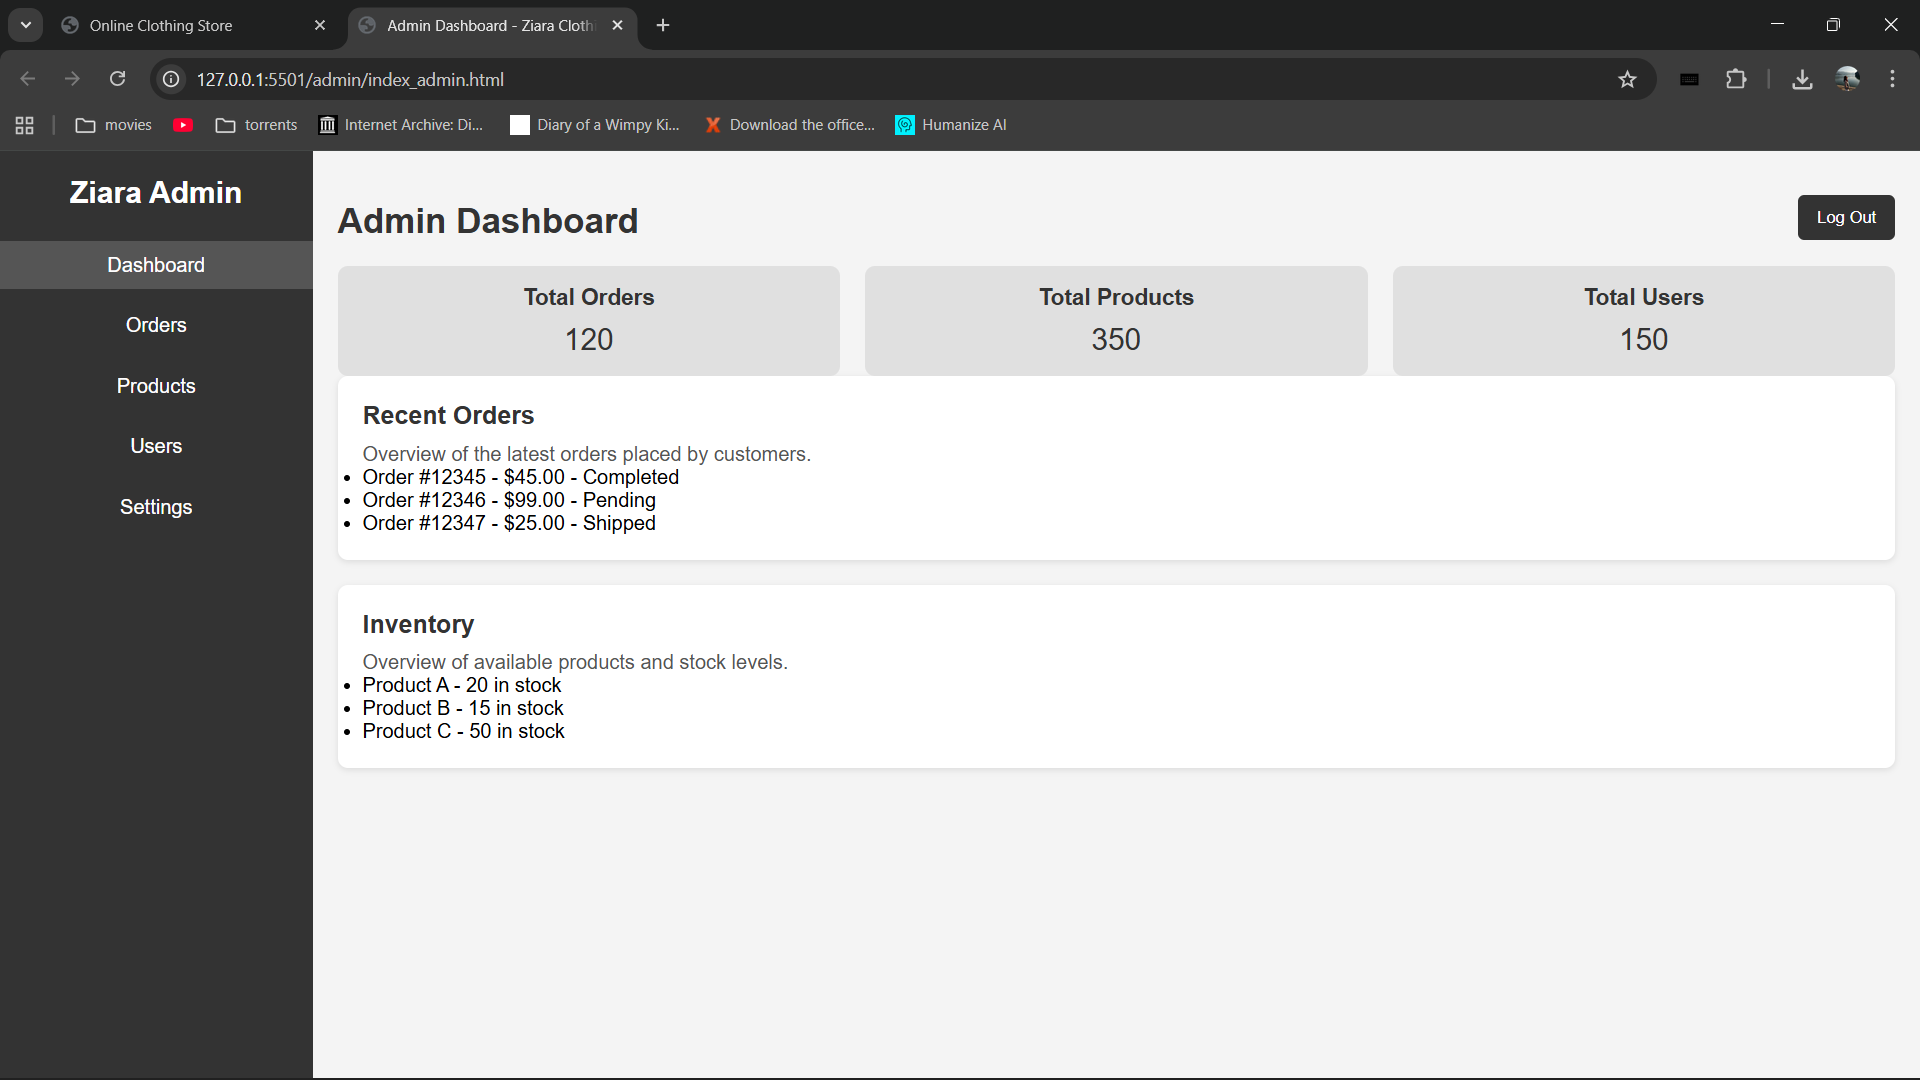 Online Clothing Store
Admin Dashboard - Ziara Cloth
127.0.0.1:5501/admin/index_admin.html
movies
torrents
Internet Archive: Di...
Diary of a Wimpy Ki...
Download the office...
Humanize AI
Ziara Admin
Dashboard
Orders
Products
Users
Settings
Admin Dashboard
Log Out
Total Orders
120
Total Products
350
Total Users
150
Recent Orders
Overview of the latest orders placed by customers.
• Order #12345 - $45.00 - Completed
• Order #12346 - $99.00 - Pending
• Order #12347 - $25.00 - Shipped
Inventory
Overview of available products and stock levels.
• Product A - 20 in stock
• Product B - 15 in stock
• Product C - 50 in stock